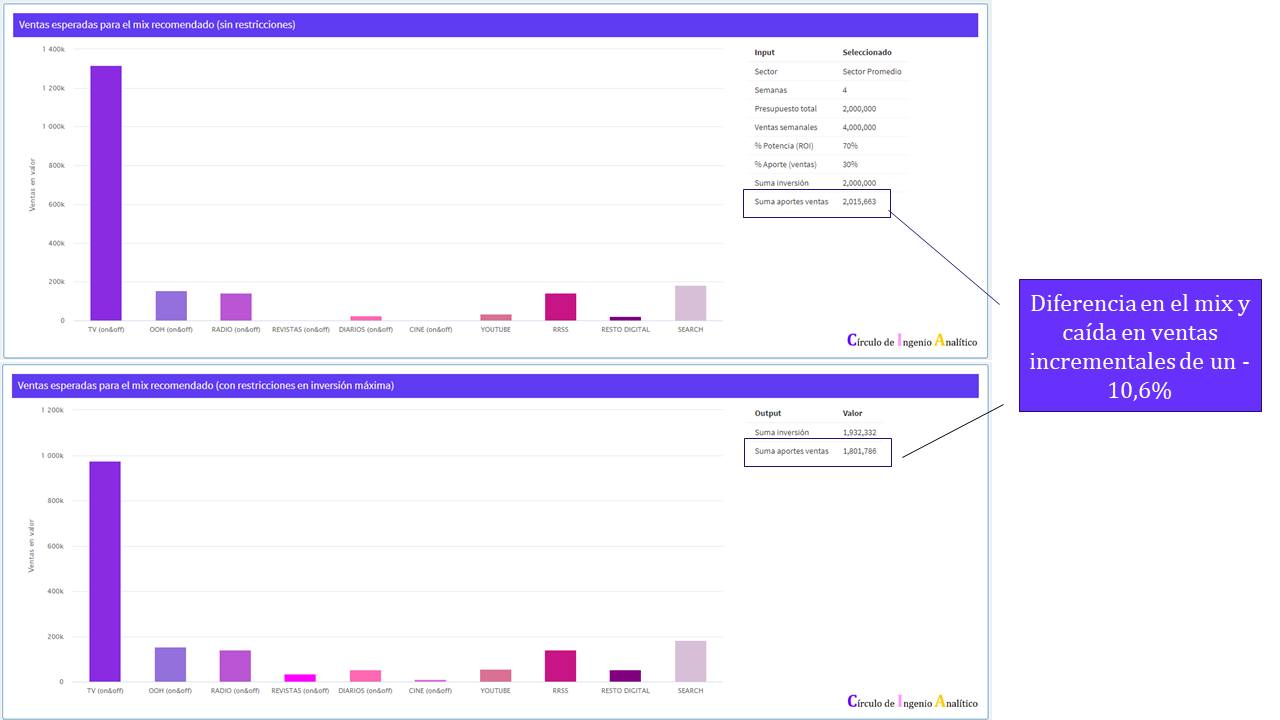 Ventas esperadas para el mix recomendado (sin restricciones)
1 400k
1 200k
1 000k
800k
600k
400k
200k
0
Ventas en valor
TV (on&off) OOH (on&off) RADIO (on&off) REVISTAS (on&off) DIARIOS (on&off) CINE (on&off) YOUTUBE RRSS RESTO DIGITAL SEARCH
Input Seleccionado
Sector Sector Promedio
Semanas 4
Presupuesto total 2,000,000
Ventas semanales 4,000,000
% Potencia (ROI) 70%
% Aporte (ventas) 30%
Suma inversión 2,000,000
Suma aportes ventas 2,015,663
Círculo de Ingenio Analítico
Diferencia en el mix y
caída en ventas
incrementales de un -
10,6%
Ventas esperadas para el mix recomendado (con restricciones en inversión máxima)
1 200k
1 000k
800k
600k
400k
200k
0
Ventas en valor
TV (on&off) OOH (on&off) RADIO (on&off) REVISTAS (on&off) DIARIOS (on&off) CINE (on&off) YOUTUBE RRSS RESTO DIGITAL SEARCH
Output Valor
Suma inversión 1,932,332
Suma aportes ventas 1,801,786
Círculo de Ingenio Analítico